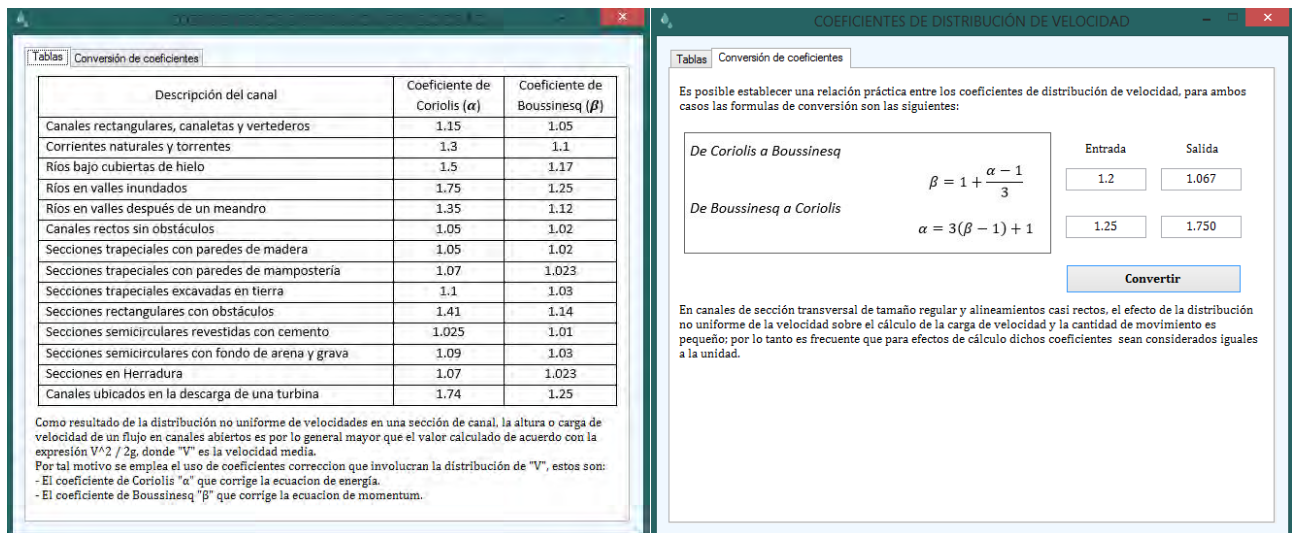 Tablas Conversión de coeficientes
Descripción del canal Coeficiente de Coriolis (α) Coeficiente de Boussinesq (β)
Canales rectangulares, canaletas y vertederos 1.15 1.05
Corrientes naturales y torrentes 1.3 1.1
Ríos bajo cubiertas de hielo 1.5 1.17
Ríos en valles inundados 1.75 1.25
Ríos en valles después de un meandro 1.35 1.12
Canales rectos sin obstáculos 1.05 1.02
Secciones trapeciales con paredes de madera 1.05 1.02
Secciones trapeciales con paredes de mampostería 1.07 1.023
Secciones trapeciales excavadas en tierra 1.1 1.03
Secciones rectangulares con obstáculos 1.41 1.14
Secciones semicirculares revestidas con cemento 1.025 1.01
Secciones semicirculares con fondo de arena y grava 1.09 1.03
Secciones en Herradura 1.07 1.023
Canales ubicados en la descarga de una turbina 1.74 1.25
Como resultado de la distribución no uniforme de velocidades en una sección de canal, la altura o carga de
velocidad de un flujo en canales abiertos es por lo general mayor que el valor calculado de acuerdo con la
expresión V^2 / 2g, donde "V" es la velocidad media.
Por tal motivo se emplea el uso de coeficientes correccion que involucran la distribución de "V", estos son:
- El coeficiente de Coriolis "α" que corrige la ecuacion de energía.
- El coeficiente de Boussinesq "β" que corrige la ecuacion de momentum.
COEFICIENTES DE DISTRIBUCIÓN DE VELOCIDAD
Tablas Conversión de coeficientes
Es posible establecer una relación práctica entre los coeficientes de distribución de velocidad, para ambos
casos las formulas de conversión son las siguientes:
De Coriolis a Boussinesq Entrada Salida
β = 1 + (α − 1)/3 1.2 1.067
De Boussinesq a Coriolis
α = 3(β − 1) + 1 1.25 1.750
Convertir
En canales de sección transversal de tamaño regular y alineamientos casi rectos, el efecto de la distribución
no uniforme de la velocidad sobre el cálculo de la carga de velocidad y la cantidad de movimiento es
pequeño; por lo tanto es frecuente que para efectos de cálculo dichos coeficientes sean considerados iguales
a la unidad.